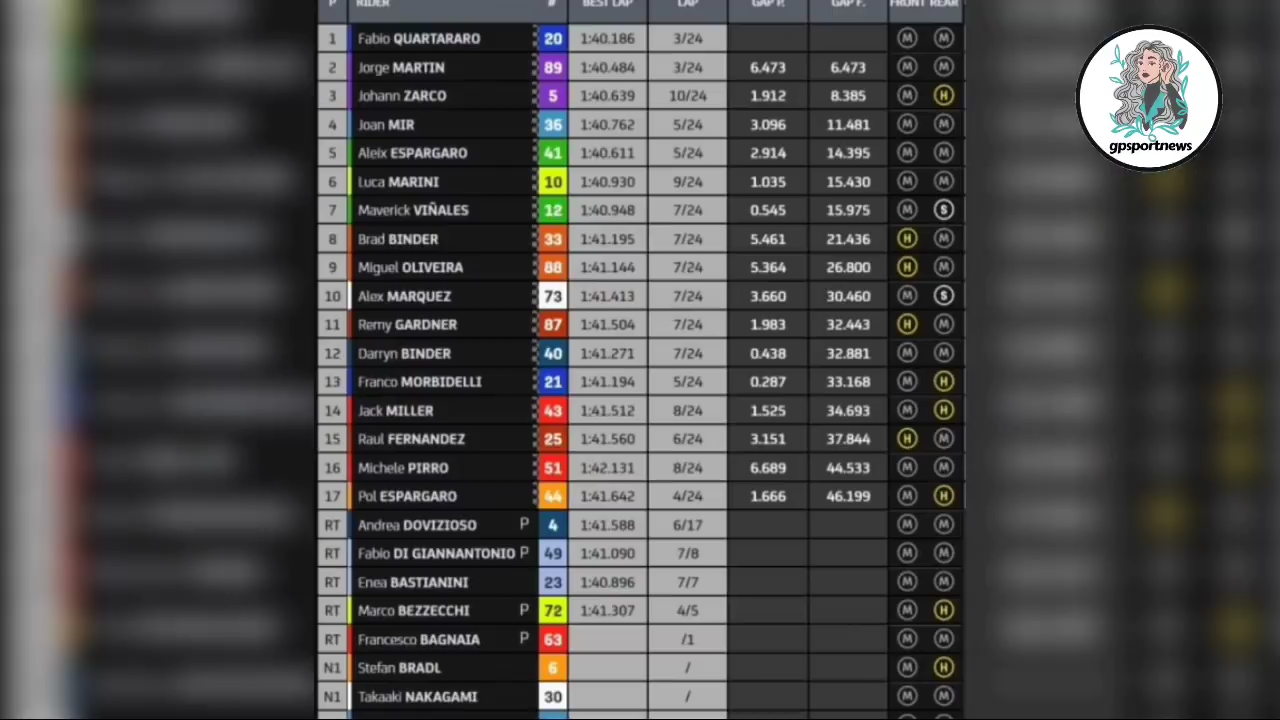 P RIDER # BEST LAP LAP GAP P. GAP F. FRONT REAR
1 Fabio QUARTARARO 20 1:40.186 3/24 M M
2 Jorge MARTIN 89 1:40.484 3/24 6.473 6.473 M M
3 Johann ZARCO 5 1:40.639 10/24 1.912 8.385 M H
4 Joan MIR 36 1:40.762 5/24 3.096 11.481 M M
5 Aleix ESPARGARO 41 1:40.611 5/24 2.914 14.395 M M
6 Luca MARINI 10 1:40.930 9/24 1.035 15.430 M M
7 Maverick VIÑALES 12 1:40.948 7/24 0.545 15.975 M S
8 Brad BINDER 33 1:41.195 7/24 5.461 21.436 H M
9 Miguel OLIVEIRA 88 1:41.144 7/24 5.364 26.800 H M
10 Alex MARQUEZ 73 1:41.413 7/24 3.660 30.460 M S
11 Remy GARDNER 87 1:41.504 7/24 1.983 32.443 H M
12 Darryn BINDER 40 1:41.271 7/24 0.438 32.881 M M
13 Franco MORBIDELLI 21 1:41.194 5/24 0.287 33.168 M H
14 Jack MILLER 43 1:41.512 8/24 1.525 34.693 M H
15 Raul FERNANDEZ 25 1:41.560 6/24 3.151 37.844 H M
16 Michele PIRRO 51 1:42.131 8/24 6.689 44.533 M M
17 Pol ESPARGARO 44 1:41.642 4/24 1.666 46.199 M H
RT Andrea DOVIZIOSO P 4 1:41.588 6/17 M M
RT Fabio DI GIANNANTONIO P 49 1:41.090 7/8 M M
RT Enea BASTIANINI 23 1:40.896 7/7 M M
RT Marco BEZZECCHI P 72 1:41.307 4/5 M H
RT Francesco BAGNAIA P 63 /1 M M
N1 Stefan BRADL 6 / M H
N1 Takaaki NAKAGAMI 30 / M M
gpsportnews